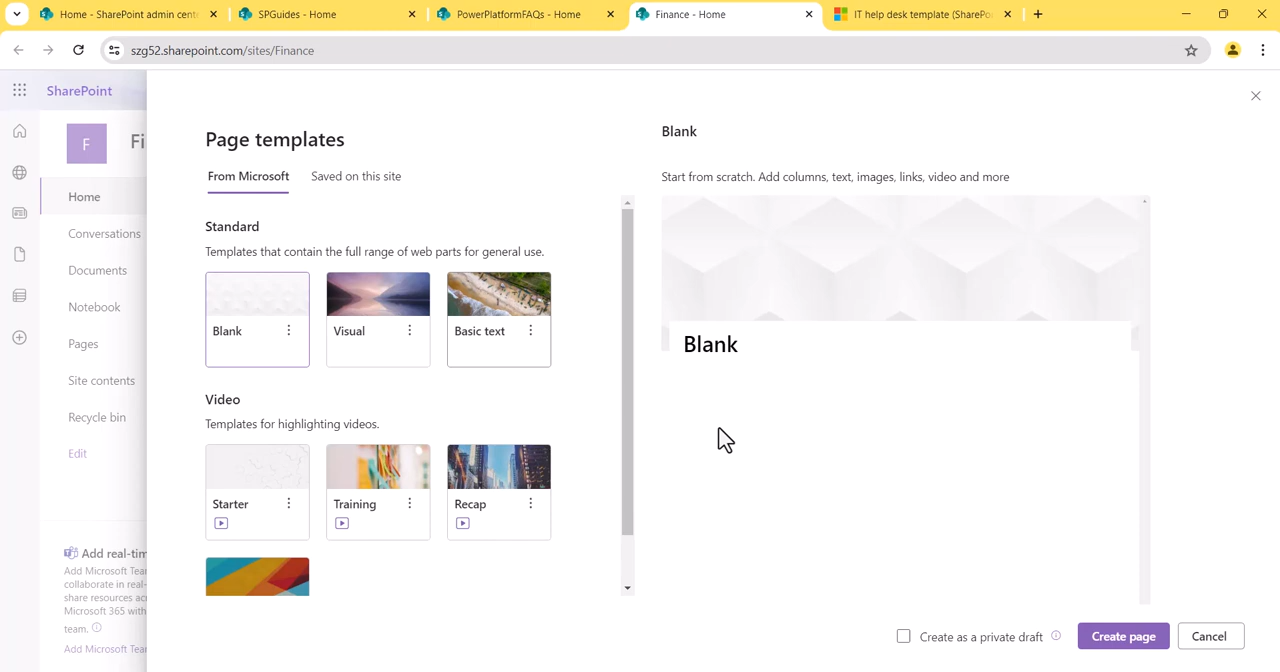 Home - SharePoint admin cente
SPGuides - Home
PowerPlatformFAQs - Home
Finance - Home
IT help desk template (SharePo
szg52.sharepoint.com/sites/Finance
SharePoint
F
Fi
Home
Conversations
Documents
Notebook
Pages
Site contents
Recycle bin
Edit
Add real-tim
Add Microsoft Tea
collaborate in real-
share resources acr
Microsoft 365 with
team.
Add Microsoft Tea
Page templates
From Microsoft
Saved on this site
Standard
Templates that contain the full range of web parts for general use.
Blank
Visual
Basic text
Video
Templates for highlighting videos.
Starter
Training
Recap
Blank
Start from scratch. Add columns, text, images, links, video and more
Blank
Create as a private draft
Create page
Cancel